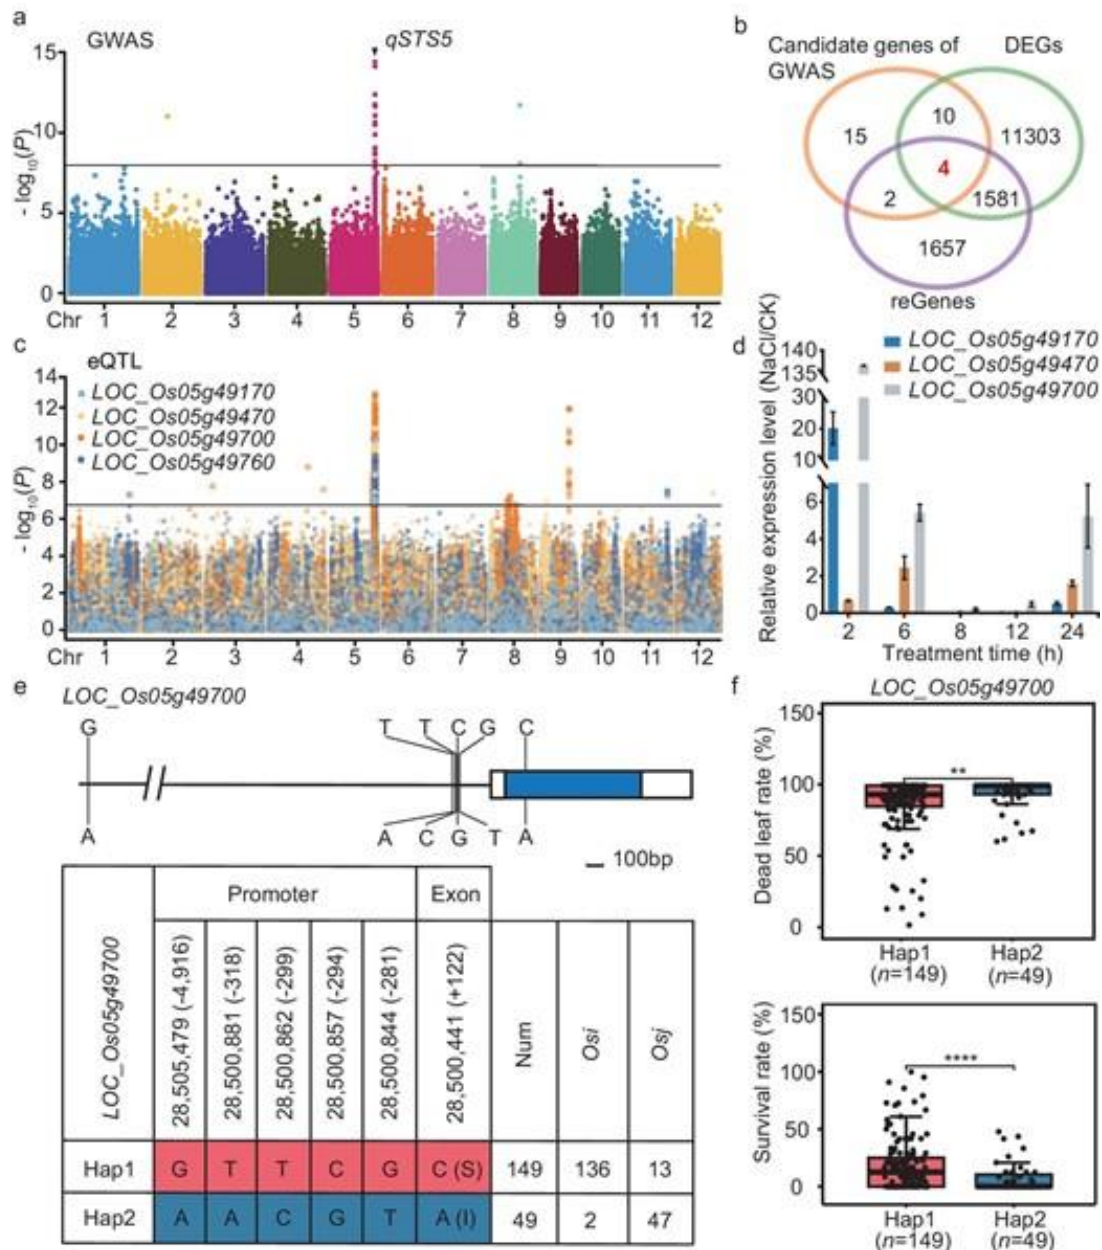 a
GWAS
qSTS5
15
10
5
0
- log10(P)
Chr 1 2 3 4 5 6 7 8 9 10 11 12
b
Candidate genes of GWAS
DEGs
15
10
11303
4
2
1581
1657
reGenes
c
eQTL
LOC_Os05g49170
LOC_Os05g49470
LOC_Os05g49700
LOC_Os05g49760
14
12
10
8
6
4
2
0
- log10(P)
Chr 1 2 3 4 5 6 7 8 9 10 11 12
d
LOC_Os05g49170
LOC_Os05g49470
LOC_Os05g49700
Relative expression level (NaCl/CK)
140
135
30
20
10
6
4
2
0
2 6 8 12 24
Treatment time (h)
e
LOC_Os05g49700
G T T C G C
A A C G T A
100bp
LOC_Os05g49700
Promoter Exon
28,505,479 (-4,916)
28,500,881 (-318)
28,500,862 (-299)
28,500,857 (-294)
28,500,844 (-281)
28,500,441 (+122)
Num
Osi
Osj
Hap1 G T T C G C (S) 149 136 13
Hap2 A A C G T A (I) 49 2 47
f
LOC_Os05g49700
Dead leaf rate (%)
150
100
50
0
**
Hap1 Hap2
(n=149) (n=49)
Survival rate (%)
150
100
50
0
****
Hap1 Hap2
(n=149) (n=49)